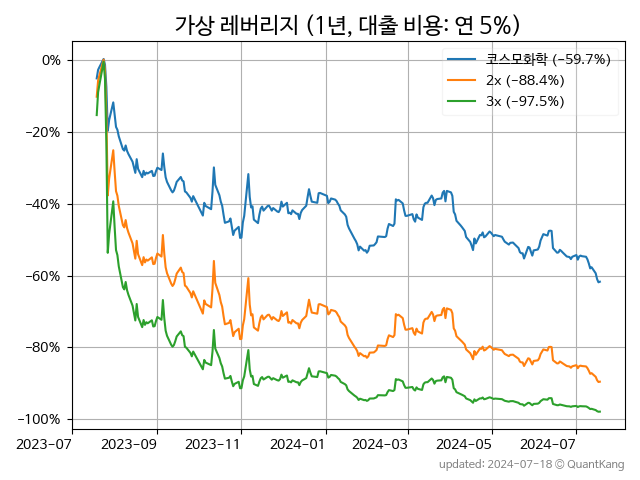 가상 레버리지 (1년, 대출 비용: 연 5%)
코스모화학 (-59.7%)
2x (-88.4%)
3x (-97.5%)
0%
-20%
-40%
-60%
-80%
-100%
2023-07 2023-09 2023-11 2024-01 2024-03 2024-05 2024-07
updated: 2024-07-18 © QuantKang